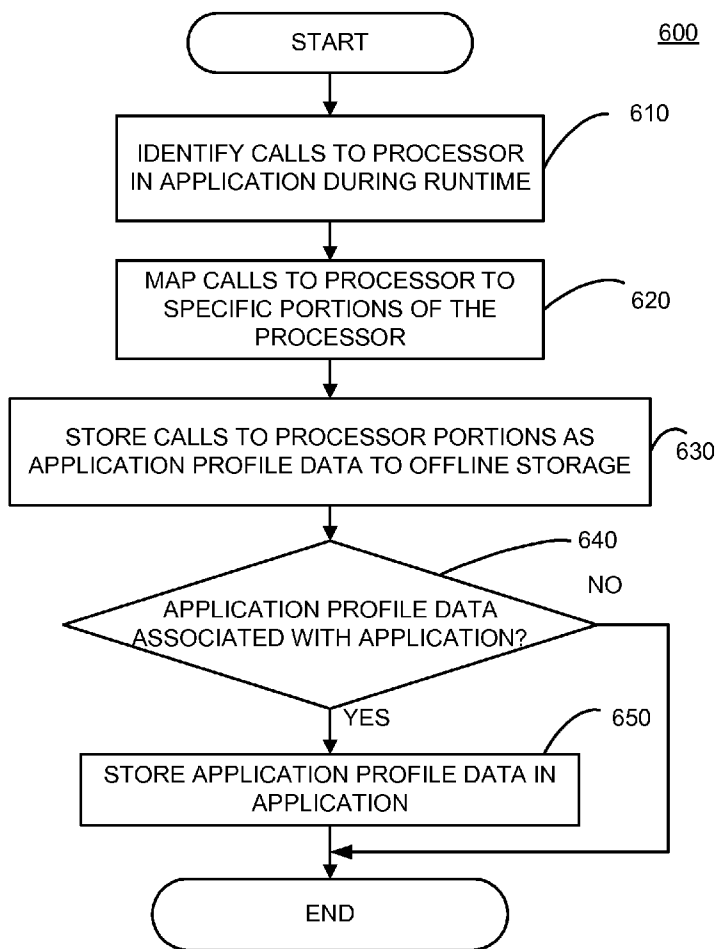 START
600
610
IDENTIFY CALLS TO PROCESSOR
IN APPLICATION DURING RUNTIME
MAP CALLS TO PROCESSOR TO
SPECIFIC PORTIONS OF THE
PROCESSOR
620
STORE CALLS TO PROCESSOR PORTIONS AS
APPLICATION PROFILE DATA TO OFFLINE STORAGE
630
640
NO
APPLICATION PROFILE DATA
ASSOCIATED WITH APPLICATION?
YES
650
STORE APPLICATION PROFILE DATA IN
APPLICATION
END